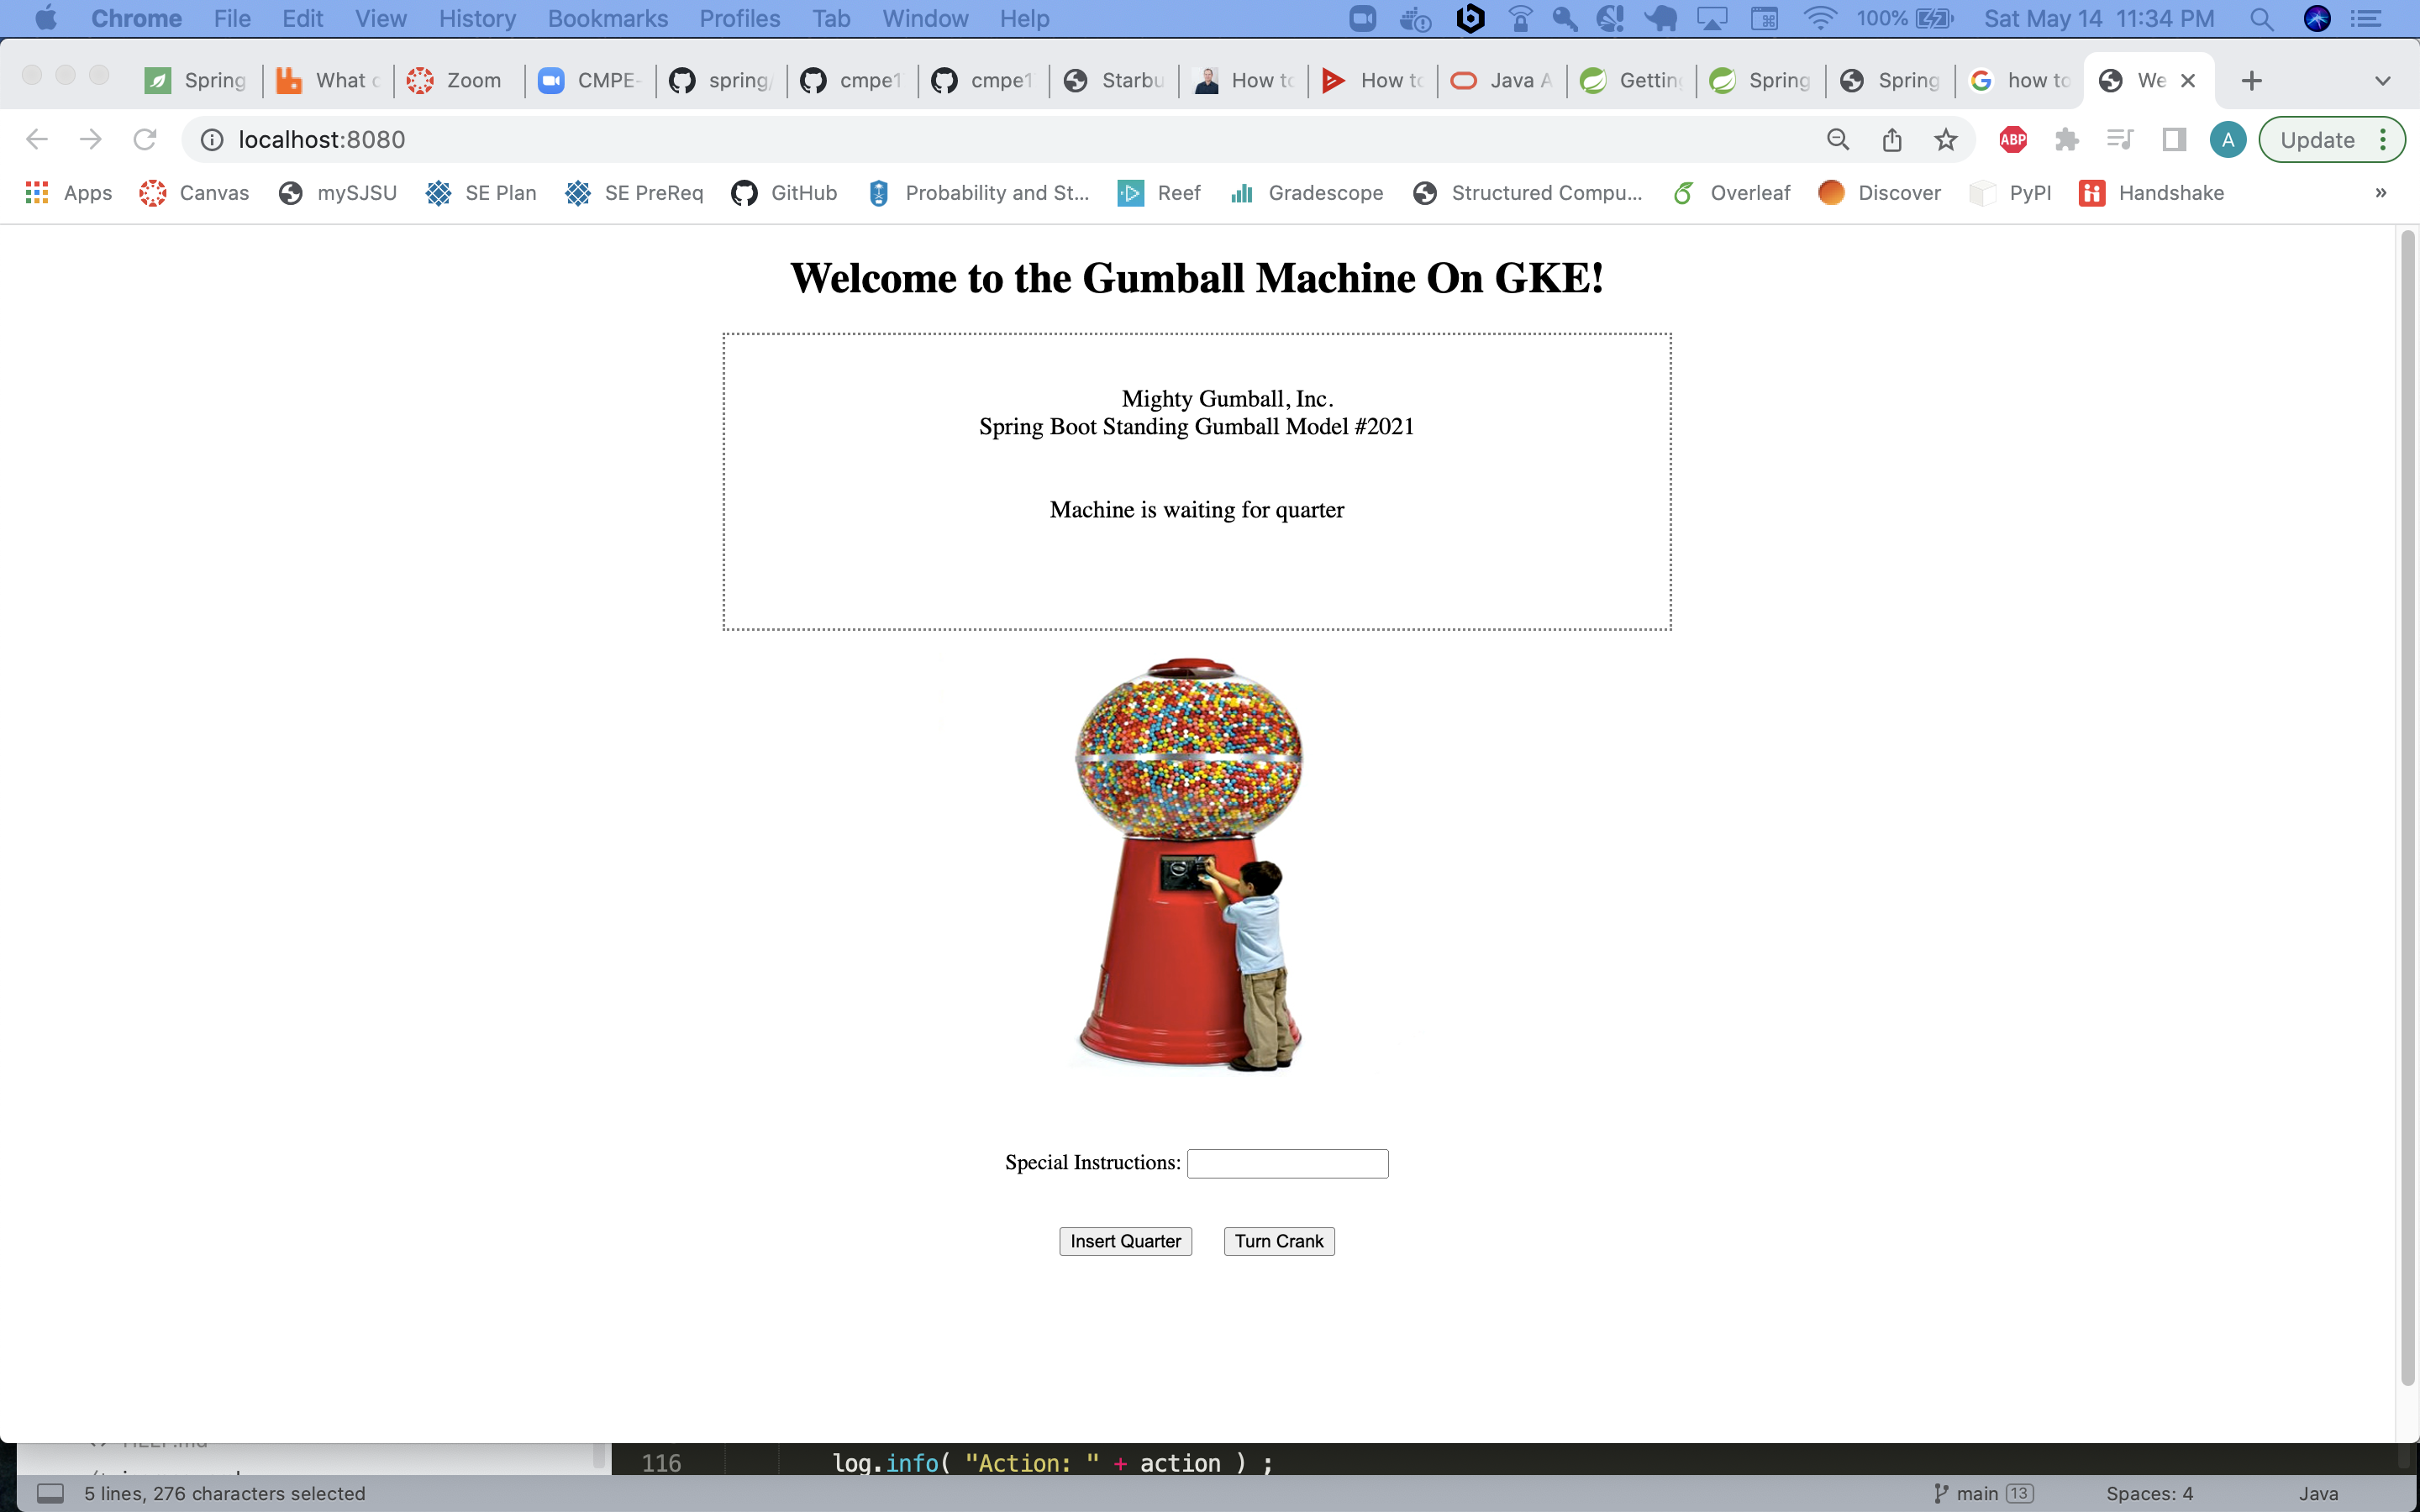 Chrome File Edit View History Bookmarks Profiles Tab Window Help 100% Sat May 14 11:34 PM
Spring What Zoom CMPE- spring/ cmpe1 cmpe1 Starbu How to How to Java A Getting Spring Spring how to We
localhost:8080 ABP A Update
Apps Canvas mySJSU SE Plan SE PreReq GitHub Probability and St... Reef Gradescope Structured Compu... Overleaf Discover PyPI Handshake »
Welcome to the Gumball Machine On GKE!
Mighty Gumball, Inc.
Spring Boot Standing Gumball Model #2021
Machine is waiting for quarter
Special Instructions:
Insert Quarter Turn Crank
116 log.info( "Action: " + action ) ;
5 lines, 276 characters selected main 13 Spaces: 4 Java